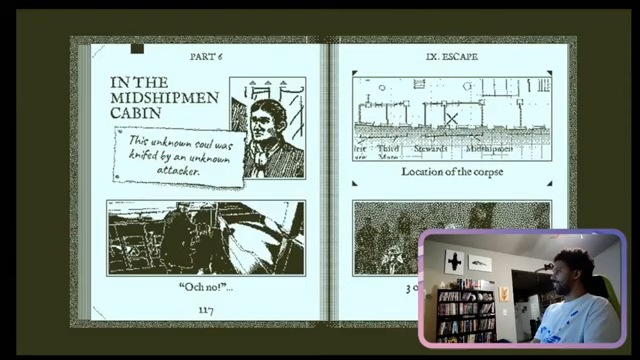 PART 6
IN THE
MIDSHIPMEN
CABIN
This unknown soul was
knifed by an unknown
attacker.
"Och no!"...
117
IX. ESCAPE
Third Stewards Midshipmen
Mate
Location of the corpse
3 o